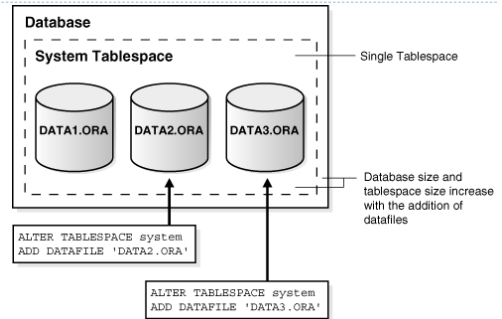 Database
System Tablespace
Single Tablespace
DATA1.ORA
DATA2.ORA
DATA3.ORA
Database size and
tablespace size increase
with the addition of
datafiles
ALTER TABLESPACE system
ADD DATAFILE 'DATA2.ORA'
ALTER TABLESPACE system
ADD DATAFILE 'DATA3.ORA'